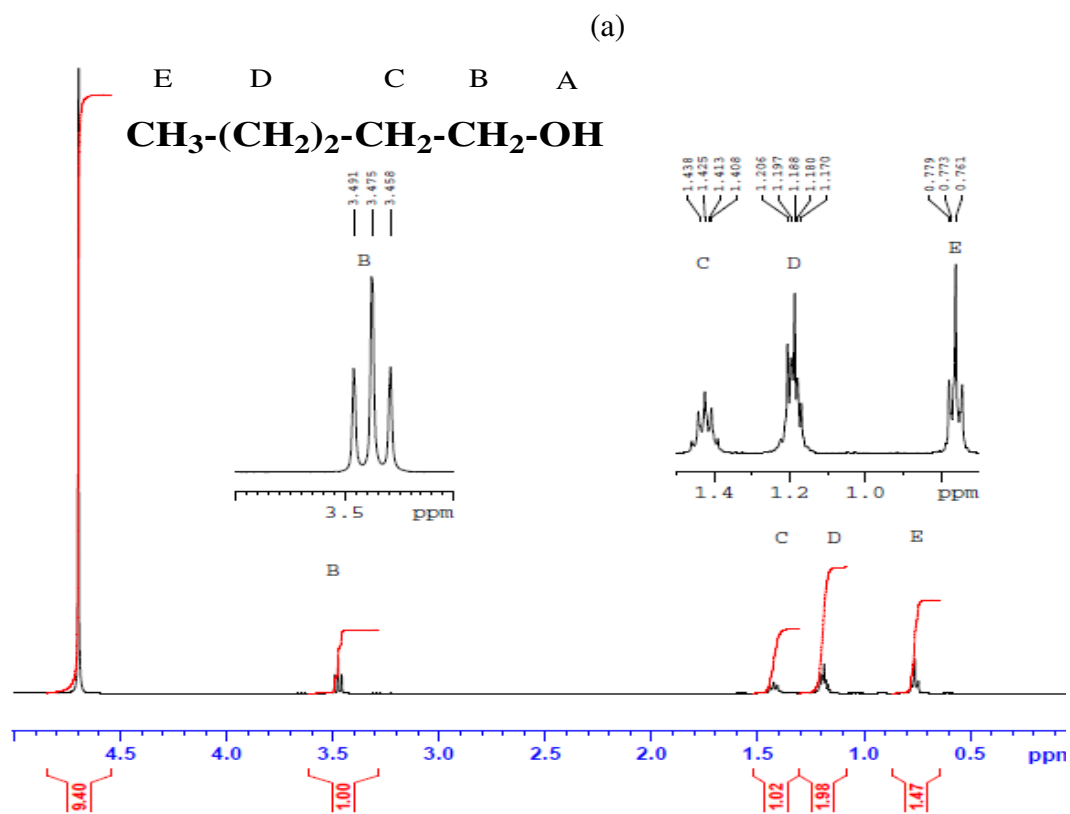 (a)
E D C B A
CH3-(CH2)2-CH2-CH2-OH
3.491
3.475
3.458
1.438
1.425
1.413
1.408
1.206
1.197
1.188
1.180
1.170
0.779
0.773
0.761
B
C D E
3.5 ppm
1.4 1.2 1.0 ppm
B
C D E
4.5 4.0 3.5 3.0 2.5 2.0 1.5 1.0 0.5 ppm
9.40
1.00
1.02
1.98
1.47